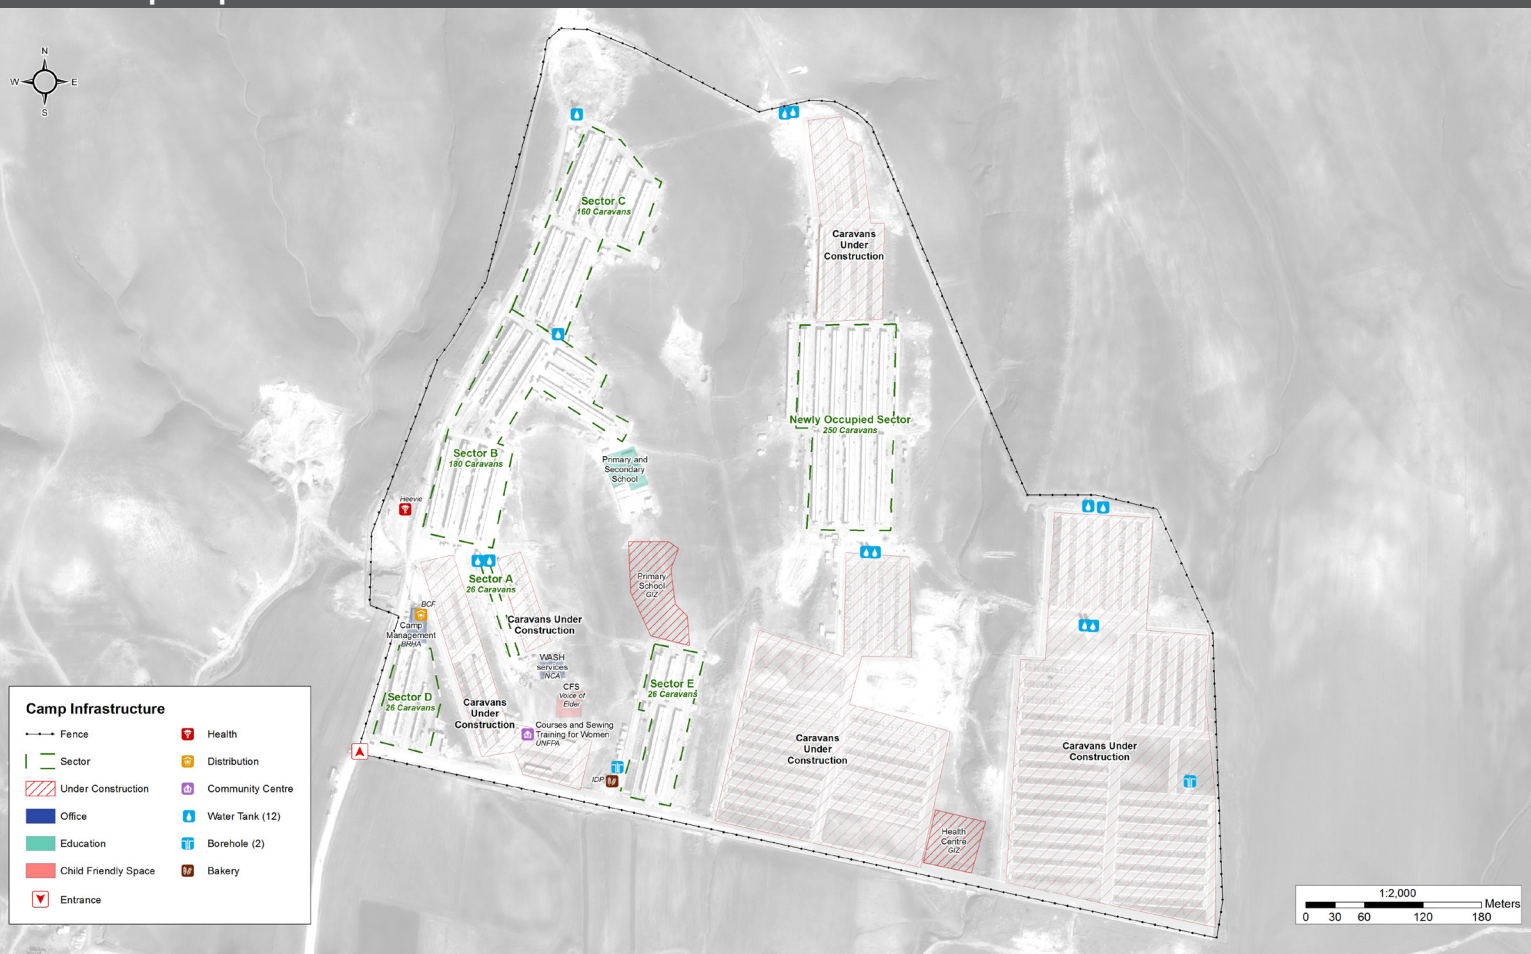 N
W E
S
Sector C
160 Caravans
Caravans
Under
Construction
Newly Occupied Sector
250 Caravans
Sector B
180 Caravans
Primary and
Secondary
School
Heevie
Sector A
26 Caravans
Primary
School
GIZ
BCF
Camp
Management
BRHA
Caravans Under
Construction
WASH
services
NCA
CFS
Voice of
Elder
Sector E
26 Caravans
Sector D
26 Caravans
Caravans
Under
Construction
Courses and Sewing
Training for Women
UNFPA
IDP
Caravans
Under
Construction
Caravans Under
Construction
Health
Centre
GIZ
Camp Infrastructure
Fence
Sector
Under Construction
Office
Education
Child Friendly Space
Entrance
Health
Distribution
Community Centre
Water Tank (12)
Borehole (2)
Bakery
1:2,000
Meters
0 30 60 120 180